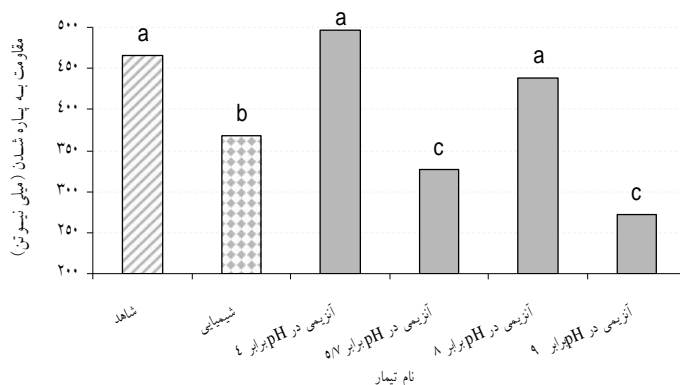 مقاومت به پاره شدن (میلی نیوتن)
۵۰۰
۴۵۰
۴۰۰
۳۵۰
۳۰۰
۲۵۰
۲۰۰
a
b
a
c
a
c
شاهد
شیمیایی
آنزیمی در pH برابر ٤
آنزیمی در pH برابر ۵/۷
آنزیمی در pH برابر ۸
آنزیمی در pH برابر ۹
نام تیمار